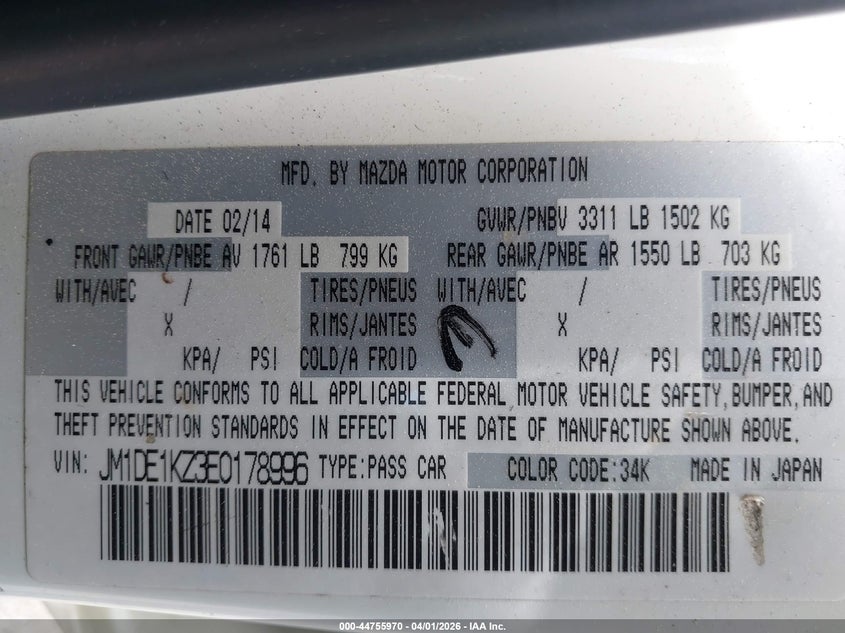 MFD. BY MAZDA MOTOR CORPORATION
DATE 02/14 GVWR/PNBV 3311 LB 1502 KG
FRONT GAWR/PNBE AV 1761 LB 799 KG REAR GAWR/PNBE AR 1550 LB 703 KG
WITH/AVEC / TIRES/PNEUS WITH/AVEC / TIRES/PNEUS
X RIMS/JANTES X RIMS/JANTES
KPA/ PSI COLD/A FROID KPA/ PSI COLD/A FROID
THIS VEHICLE CONFORMS TO ALL APPLICABLE FEDERAL MOTOR VEHICLE SAFETY, BUMPER, AND
THEFT PREVENTION STANDARDS IN EFFECT ON THE DATE OF MANUFACTURE SHOWN ABOVE.
VIN: JM1DE1KZ3E0178996 TYPE:PASS CAR COLOR CODE:34K MADE IN JAPAN
000-44755970 - 04/01/2026 - IAA Inc.